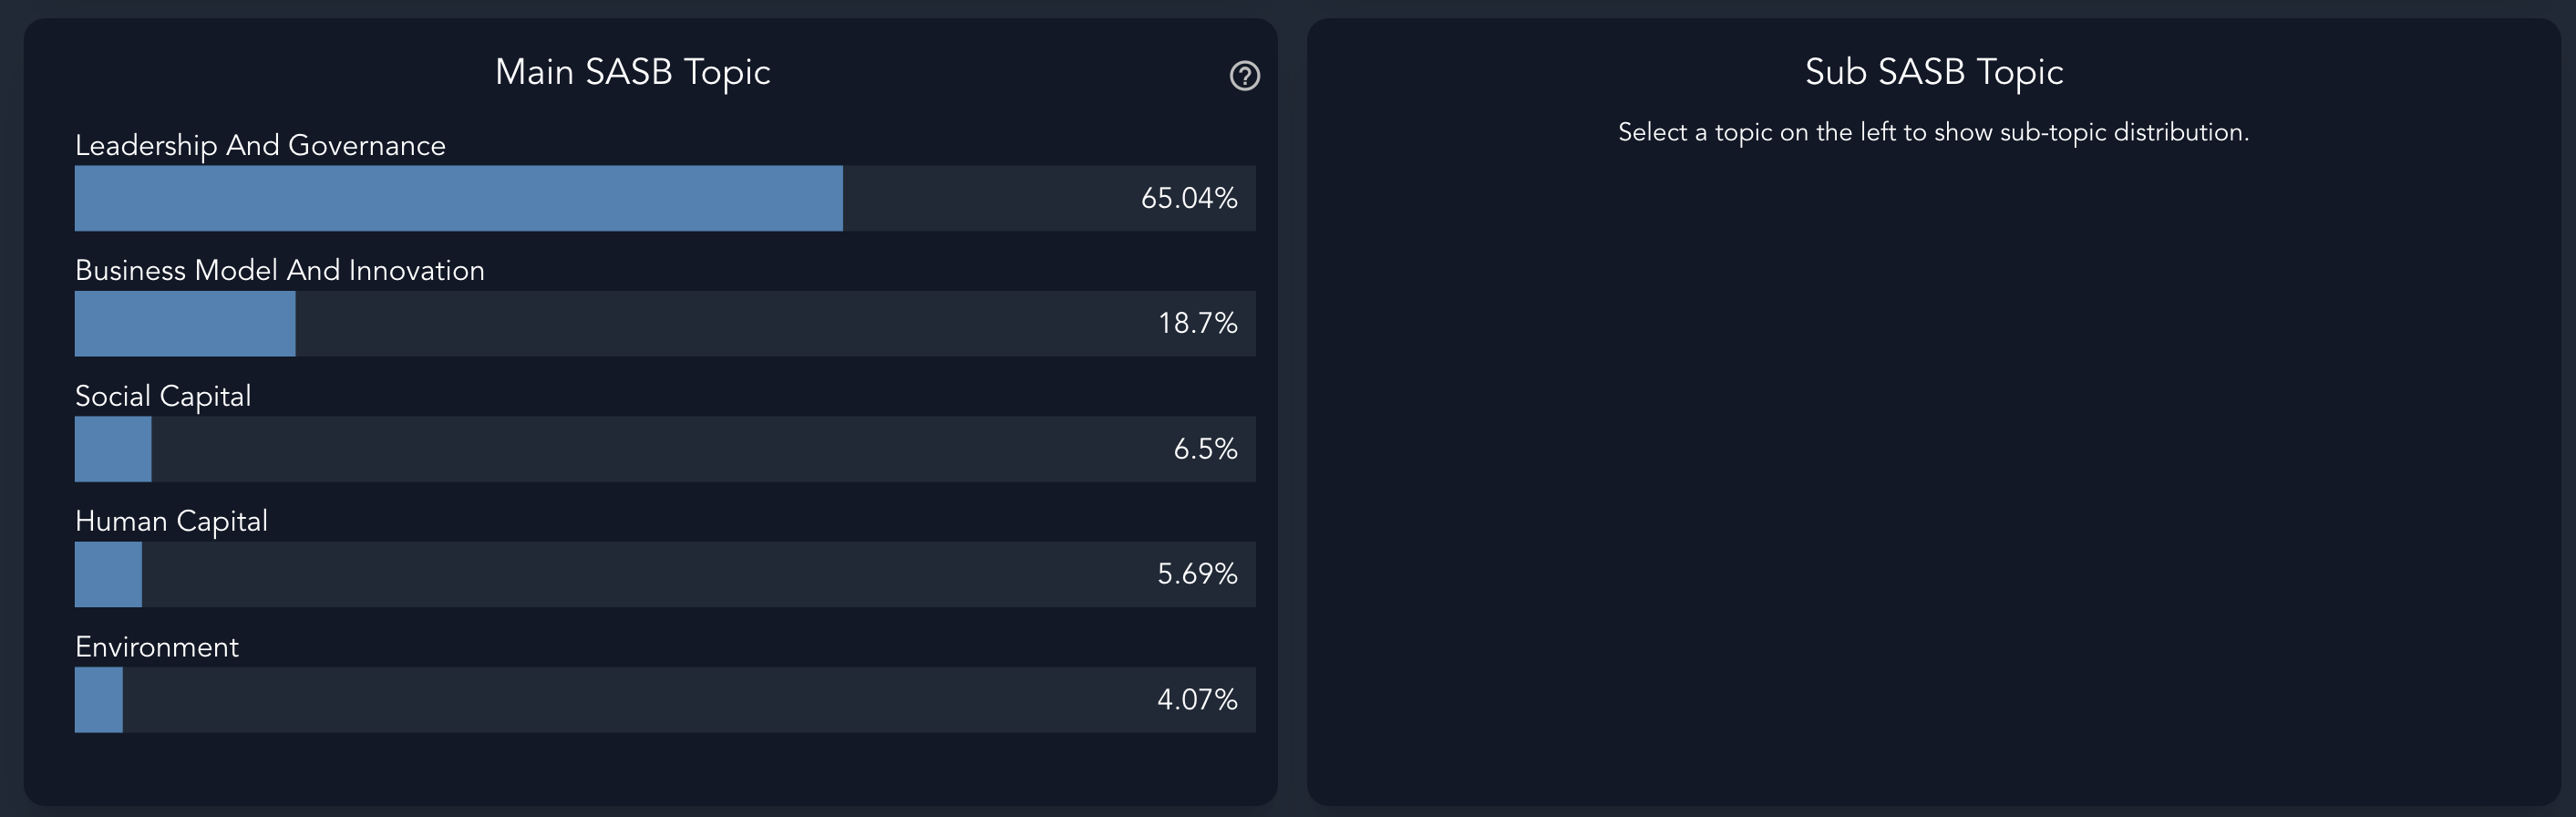 Main SASB Topic
Leadership And Governance
65.04%
Business Model And Innovation
18.7%
Social Capital
6.5%
Human Capital
5.69%
Environment
4.07%
Sub SASB Topic
Select a topic on the left to show sub-topic distribution.